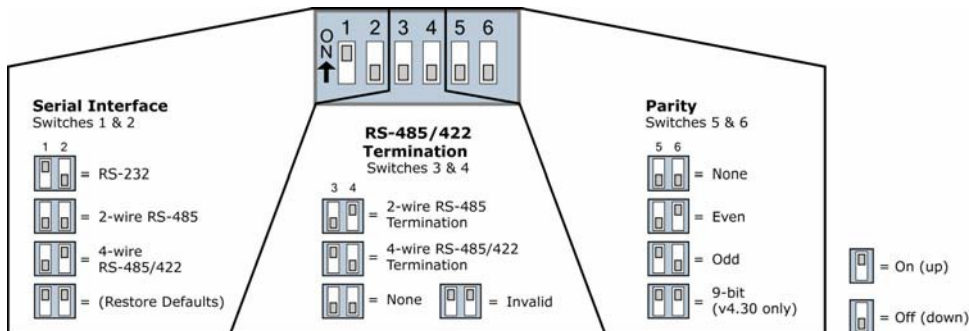 ON
1 2 3 4 5 6
Serial Interface
Switches 1 & 2
1 2
= RS-232
= 2-wire RS-485
= 4-wire
RS-485/422
= (Restore Defaults)
RS-485/422
Termination
Switches 3 & 4
3 4
= 2-wire RS-485
Termination
= 4-wire RS-485/422
Termination
= None
= Invalid
Parity
Switches 5 & 6
5 6
= None
= Even
= Odd
= 9-bit
(v4.30 only)
= On (up)
= Off (down)